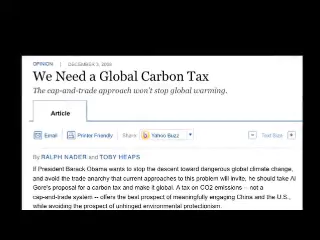 OPINION | DECEMBER 3, 2008
We Need a Global Carbon Tax
The cap-and-trade approach won't stop global warming.
Article
Email Printer Friendly Share: Yahoo Buzz Text Size
By RALPH NADER and TOBY HEAPS
If President Barack Obama wants to stop the descent toward dangerous global climate change,
and avoid the trade anarchy that current approaches to this problem will invite, he should take Al
Gore's proposal for a carbon tax and make it global. A tax on CO2 emissions -- not a
cap-and-trade system -- offers the best prospect of meaningfully engaging China and the U.S.,
while avoiding the prospect of unhinged environmental protectionism.